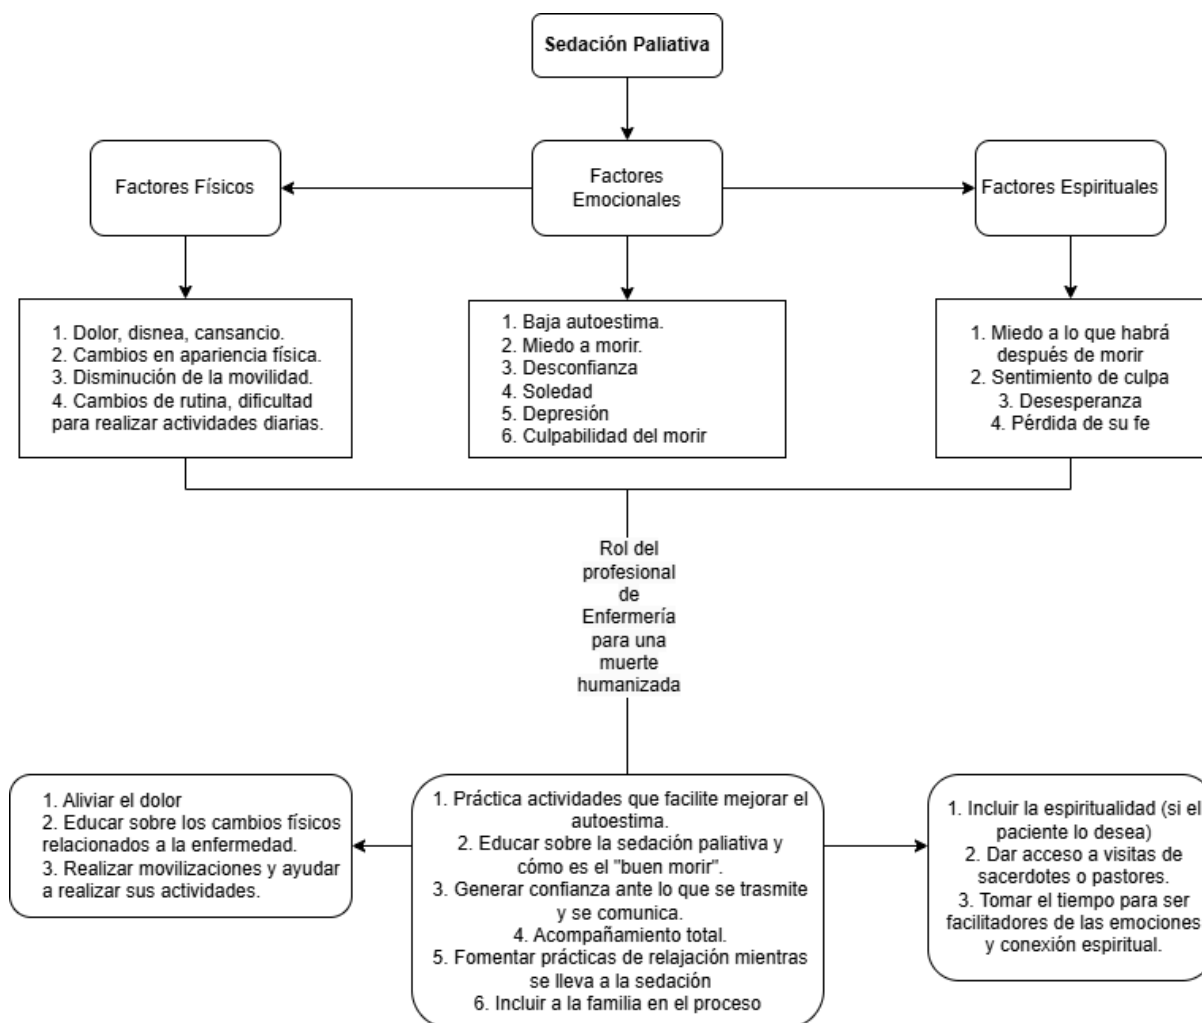 Sedación Paliativa
Factores Físicos
Factores
Emocionales
Factores Espirituales
1. Dolor, disnea, cansancio.
2. Cambios en apariencia física.
3. Disminución de la movilidad.
4. Cambios de rutina, dificultad
para realizar actividades diarias.
1. Baja autoestima.
2. Miedo a morir.
3. Desconfianza
4. Soledad
5. Depresión
6. Culpabilidad del morir
1. Miedo a lo que habrá
después de morir
2. Sentimiento de culpa
3. Desesperanza
4. Pérdida de su fe
Rol del
profesional
de
Enfermería
para una
muerte
humanizada
1. Aliviar el dolor
2. Educar sobre los cambios físicos
relacionados a la enfermedad.
3. Realizar movilizaciones y ayudar
a realizar sus actividades.
1. Práctica actividades que facilite mejorar el
autoestima.
2. Educar sobre la sedación paliativa y
cómo es el "buen morir".
3. Generar confianza ante lo que se trasmite
y se comunica.
4. Acompañamiento total.
5. Fomentar prácticas de relajación mientras
se lleva a la sedación
6. Incluir a la familia en el proceso
1. Incluir la espiritualidad (si el
paciente lo desea)
2. Dar acceso a visitas de
sacerdotes o pastores.
3. Tomar el tiempo para ser
facilitadores de las emociones
y conexión espiritual.